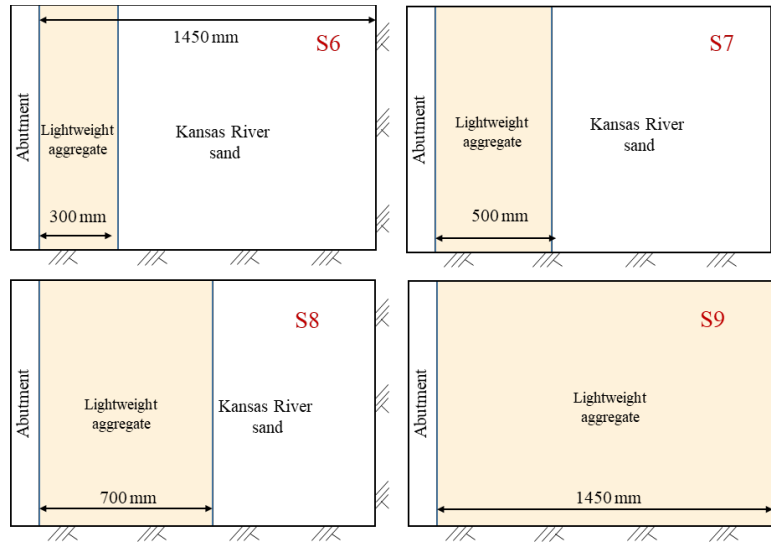 1450 mm
S6
Abutment
Lightweight
aggregate
Kansas River
sand
300 mm
S7
Abutment
Lightweight
aggregate
Kansas River
sand
500 mm
S8
Abutment
Lightweight
aggregate
Kansas River
sand
700 mm
S9
Abutment
Lightweight
aggregate
1450 mm